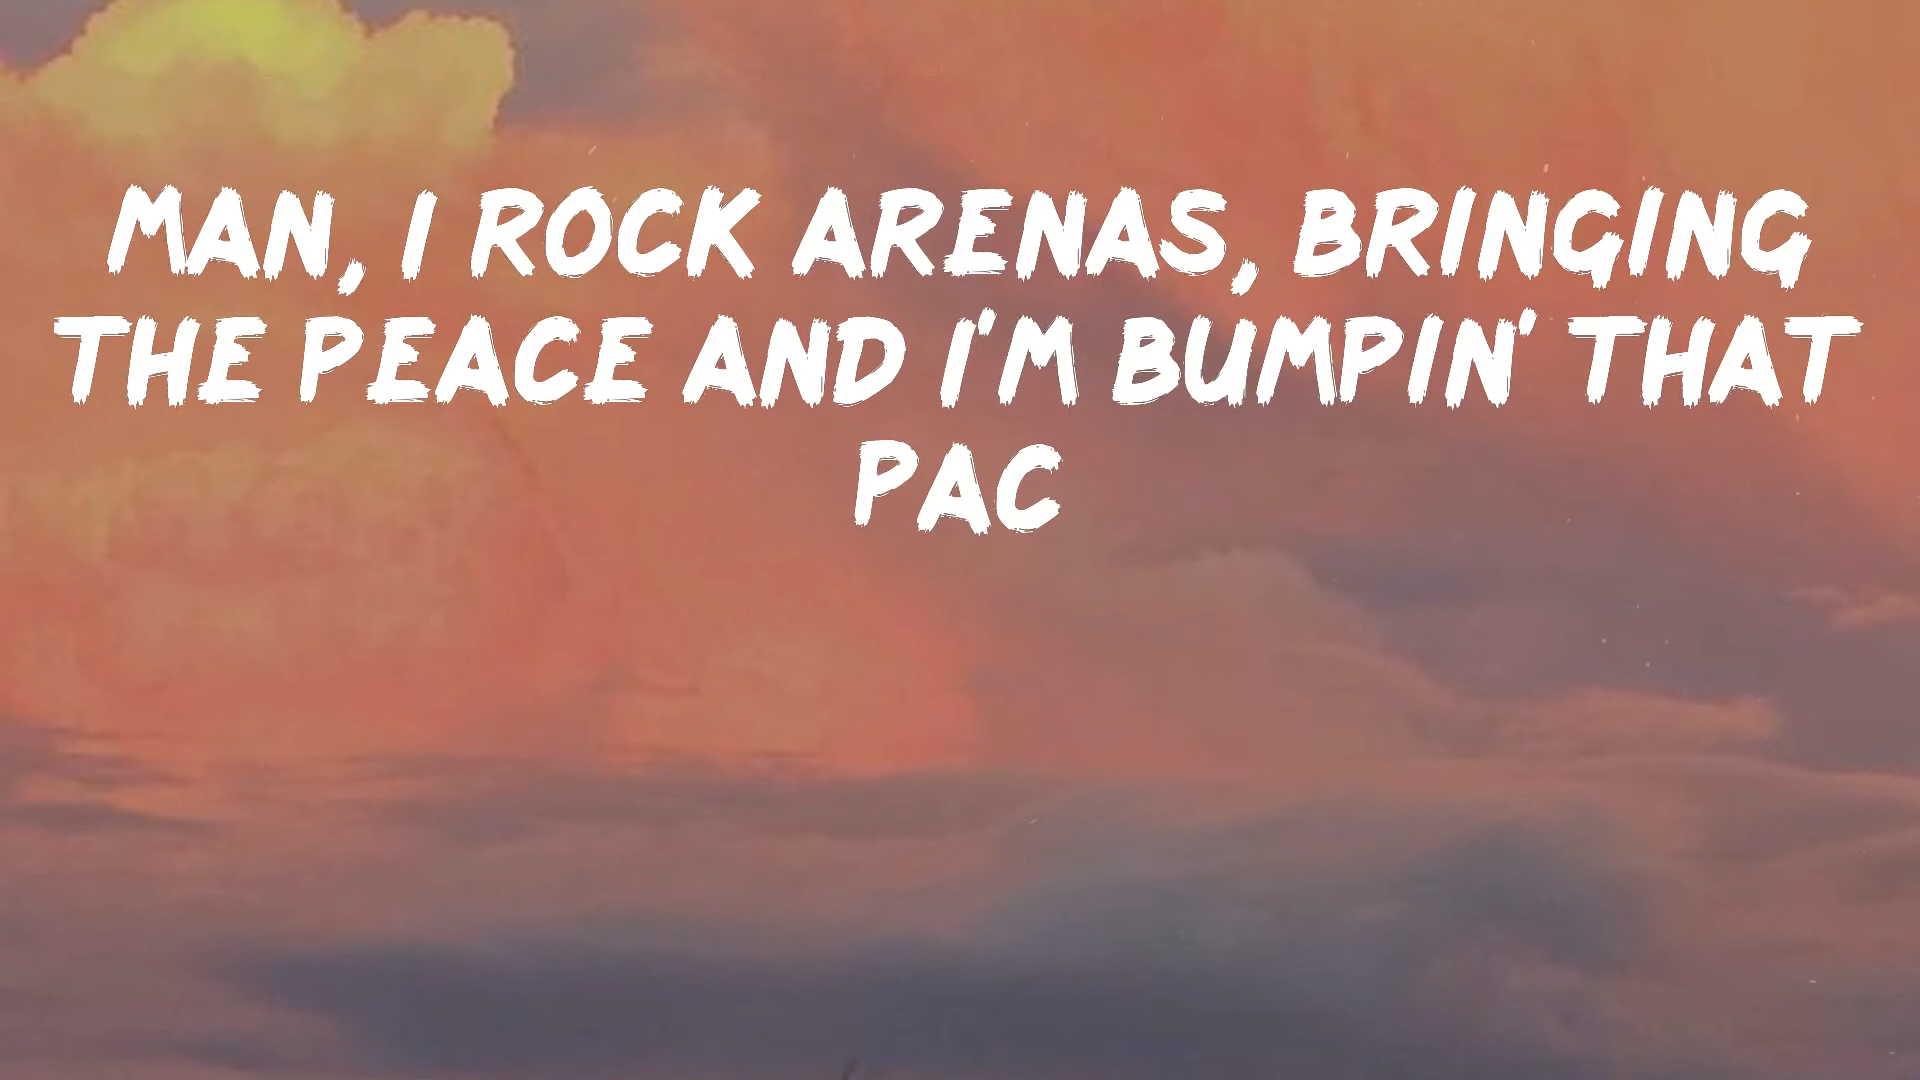 MAN, I ROCK ARENAS, BRINGING
THE PEACE AND I'M BUMPIN' THAT
PAC